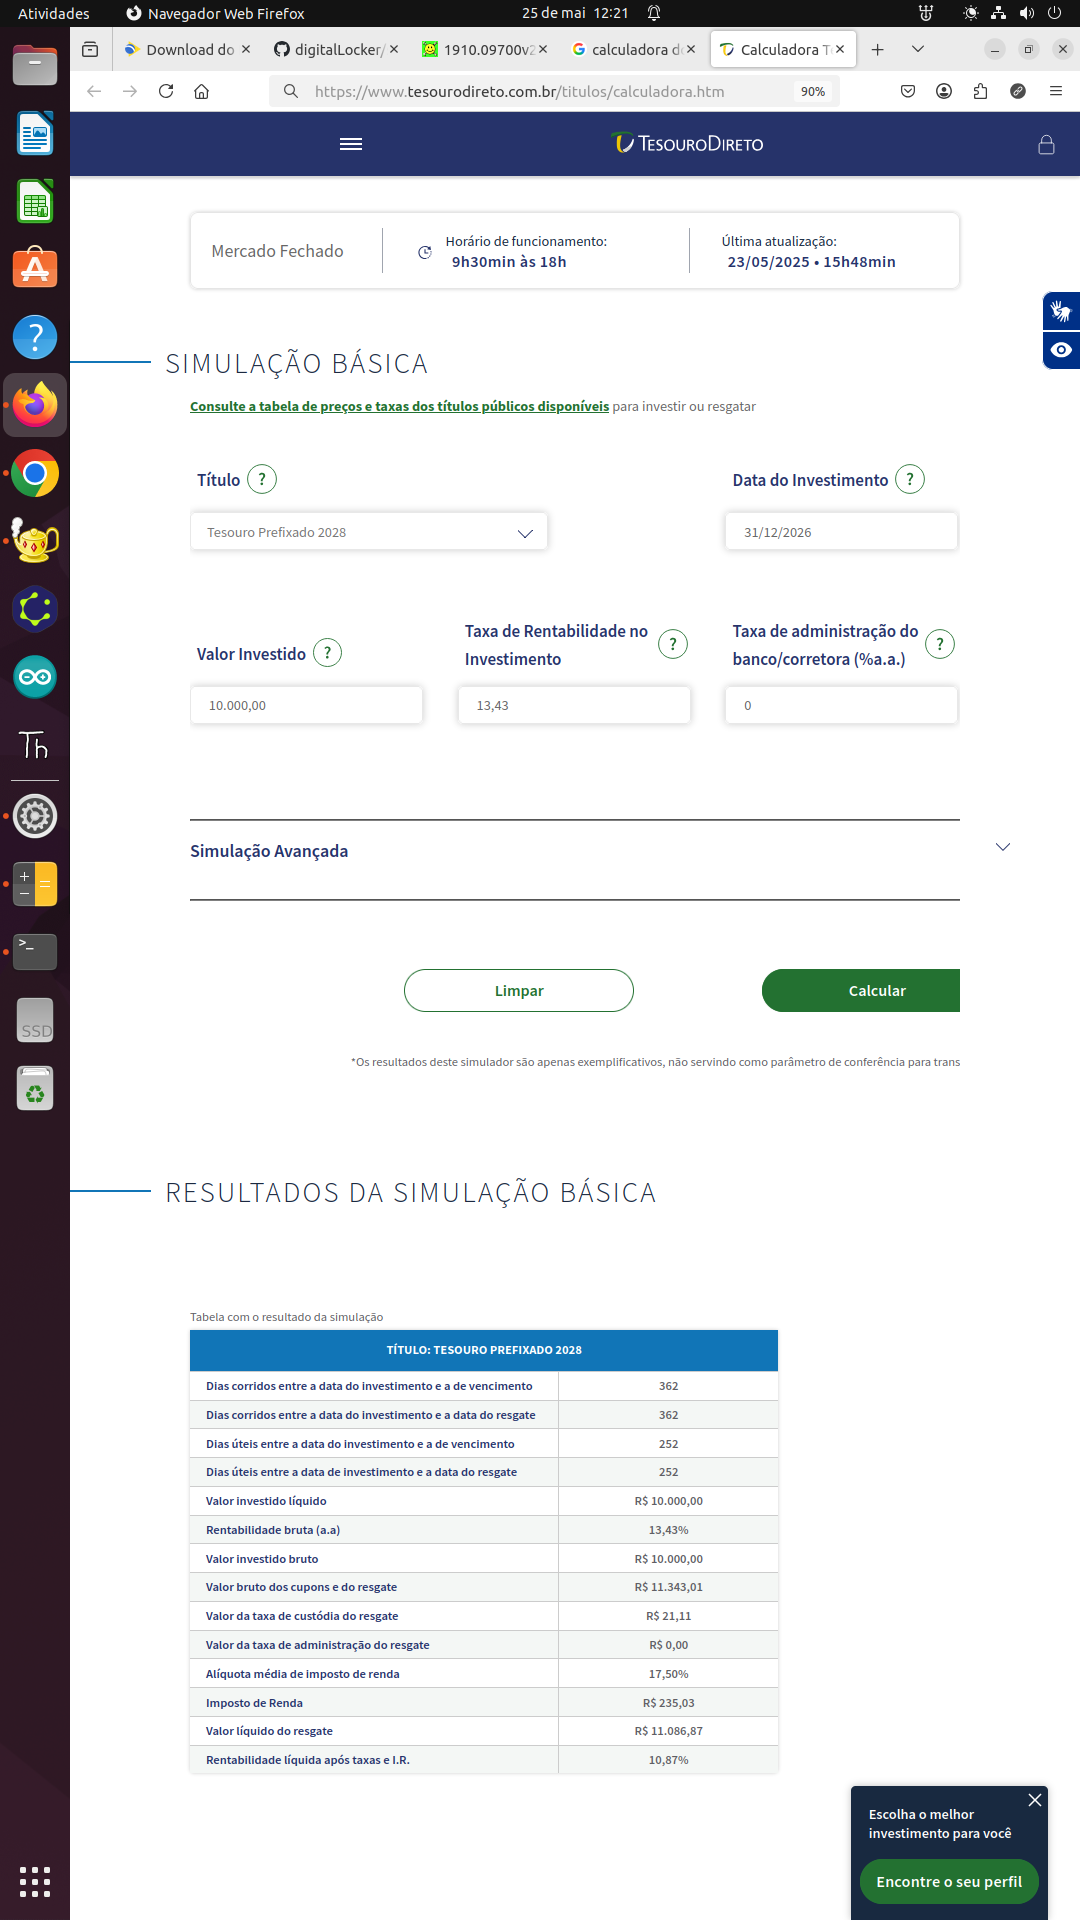 Atividades
Navegador Web Firefox
25 de mai 12:21
Download do
digitalLocker/
1910.09700v2
calculadora de
Calculadora T
https://www.tesourodireto.com.br/titulos/calculadora.htm
90%
TESOURODIRETO
Mercado Fechado
Horário de funcionamento:
9h30min às 18h
Última atualização:
23/05/2025 • 15h48min
SIMULAÇÃO BÁSICA
Consulte a tabela de preços e taxas dos títulos públicos disponíveis para investir ou resgatar
Título ?
Data do Investimento ?
Tesouro Prefixado 2028
31/12/2026
Valor Investido ?
Taxa de Rentabilidade no
Investimento ?
Taxa de administração do
banco/corretora (%a.a.) ?
10.000,00
13,43
0
Simulação Avançada
Limpar
Calcular
*Os resultados deste simulador são apenas exemplificativos, não servindo como parâmetro de conferência para trans
RESULTADOS DA SIMULAÇÃO BÁSICA
Tabela com o resultado da simulação
TÍTULO: TESOURO PREFIXADO 2028
Dias corridos entre a data do investimento e a de vencimento 362
Dias corridos entre a data do investimento e a data do resgate 362
Dias úteis entre a data do investimento e a de vencimento 252
Dias úteis entre a data de investimento e a data do resgate 252
Valor investido líquido R$ 10.000,00
Rentabilidade bruta (a.a) 13,43%
Valor investido bruto R$ 10.000,00
Valor bruto dos cupons e do resgate R$ 11.343,01
Valor da taxa de custódia do resgate R$ 21,11
Valor da taxa de administração do resgate R$ 0,00
Alíquota média de imposto de renda 17,50%
Imposto de Renda R$ 235,03
Valor líquido do resgate R$ 11.086,87
Rentabilidade líquida após taxas e I.R. 10,87%
Escolha o melhor
investimento para você
Encontre o seu perfil
Th
SSD